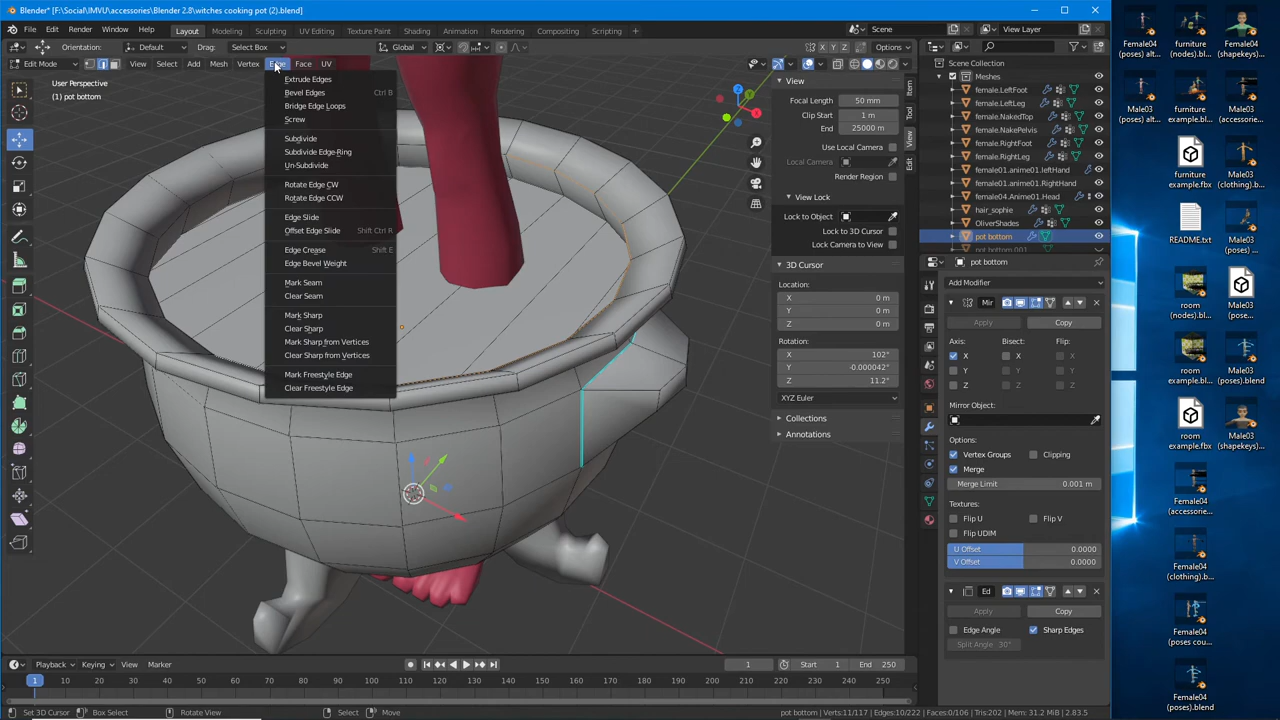 Blender* [F:\Social\IMVU\accessories\Blender 2.8\witches cooking pot (2).blend]
File Edit Render Window Help Layout Modeling Sculpting UV Editing Texture Paint Shading Animation Rendering Compositing Scripting +
Scene View Layer
Orientation: Default Drag: Select Box Global X Y Z Options
Edit Mode View Select Add Mesh Vertex Edge Face UV
User Perspective
(1) pot bottom
Extrude Edges
Bevel Edges Ctrl B
Bridge Edge Loops
Screw
Subdivide
Subdivide Edge-Ring
Un-Subdivide
Rotate Edge CW
Rotate Edge CCW
Edge Slide
Offset Edge Slide Shift Ctrl R
Edge Crease Shift E
Edge Bevel Weight
Mark Seam
Clear Seam
Mark Sharp
Clear Sharp
Mark Sharp from Vertices
Clear Sharp from Vertices
Mark Freestyle Edge
Clear Freestyle Edge
Z
Y
X
View
Focal Length 50 mm
Clip Start 1 m
End 25000 m
Use Local Camera
Local Camera
Render Region
View Lock
Lock to Object
Lock to 3D Cursor
Lock Camera to View
3D Cursor
Location:
X 0 m
Y 0 m
Z 0 m
Rotation:
X 102°
Y -0.000042°
Z 11.2°
XYZ Euler
Collections
Annotations
Item
Tool
View
Edit
Scene Collection
Meshes
female.LeftFoot
female.LeftLeg
female.NakedTop
female.NakePelvis
female.RightFoot
female.RightLeg
female01.anime01.leftHand
female01.anime01.RightHand
female04.Anime01.Head
hair_sophie
OliverShades
pot bottom
pot bottom.001
pot bottom
Add Modifier
Mir
Apply Copy
Axis: Bisect: Flip:
X X X
Y Y Y
Z Z Z
Mirror Object:
Options:
Vertex Groups Clipping
Merge
Merge Limit 0.001 m
Textures:
Flip U Flip V
Flip UDIM
U Offset 0.0000
V Offset 0.0000
Ed
Apply Copy
Edge Angle Sharp Edges
Split Angle 30°
Playback Keying View Marker 1 Start 1 End 250
1 10 20 30 40 50 60 70 80 90 100 110 120 130 140 150 160 170 180 190 200 210 220 230 240 250
Set 3D Cursor Box Select Rotate View Select Move pot bottom | Verts:11/117 | Edges:10/222 | Faces:0/106 | Tris:202 | Mem: 31.2 MiB | 2.83.5
Female04
(poses) alt...
furniture
(nodes).bl...
Female04
(shapekey...
Male03
(poses) alt...
furniture
example.bl...
Male03
(accessorie...
furniture
example.fbx
Male03
(clothing).b...
README.txt
Male03
(poses) ...
room
(nodes).bl...
Male03
(pose...
room
example.bl...
Male03
(poses).blend
room
example.fbx
Male03
(shapekeys)...
Female04
(accessorie...
Female04
(clothing).b...
Female04
(poses cou...
Female04
(poses).blend